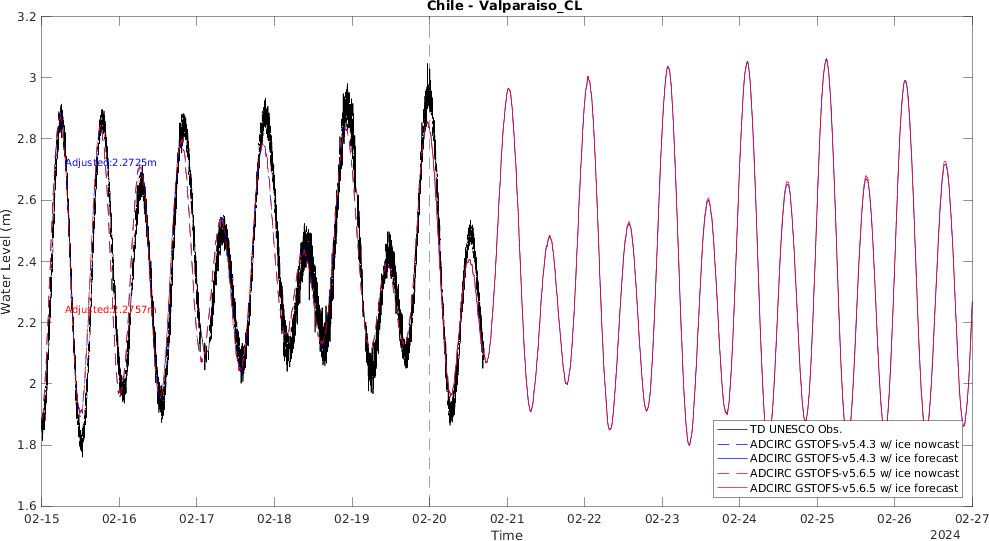 Chile - Valparaiso_CL
3.2
3
2.8
2.6
2.4
2.2
2
1.8
1.6
Water Level (m)
Adjusted:2.2725m
Adjusted:2.2757m
TD UNESCO Obs.
ADCIRC GSTOFS-v5.4.3 w/ ice nowcast
ADCIRC GSTOFS-v5.4.3 w/ ice forecast
ADCIRC GSTOFS-v5.6.5 w/ ice nowcast
ADCIRC GSTOFS-v5.6.5 w/ ice forecast
02-15 02-16 02-17 02-18 02-19 02-20 02-21 02-22 02-23 02-24 02-25 02-26 02-27
Time
2024